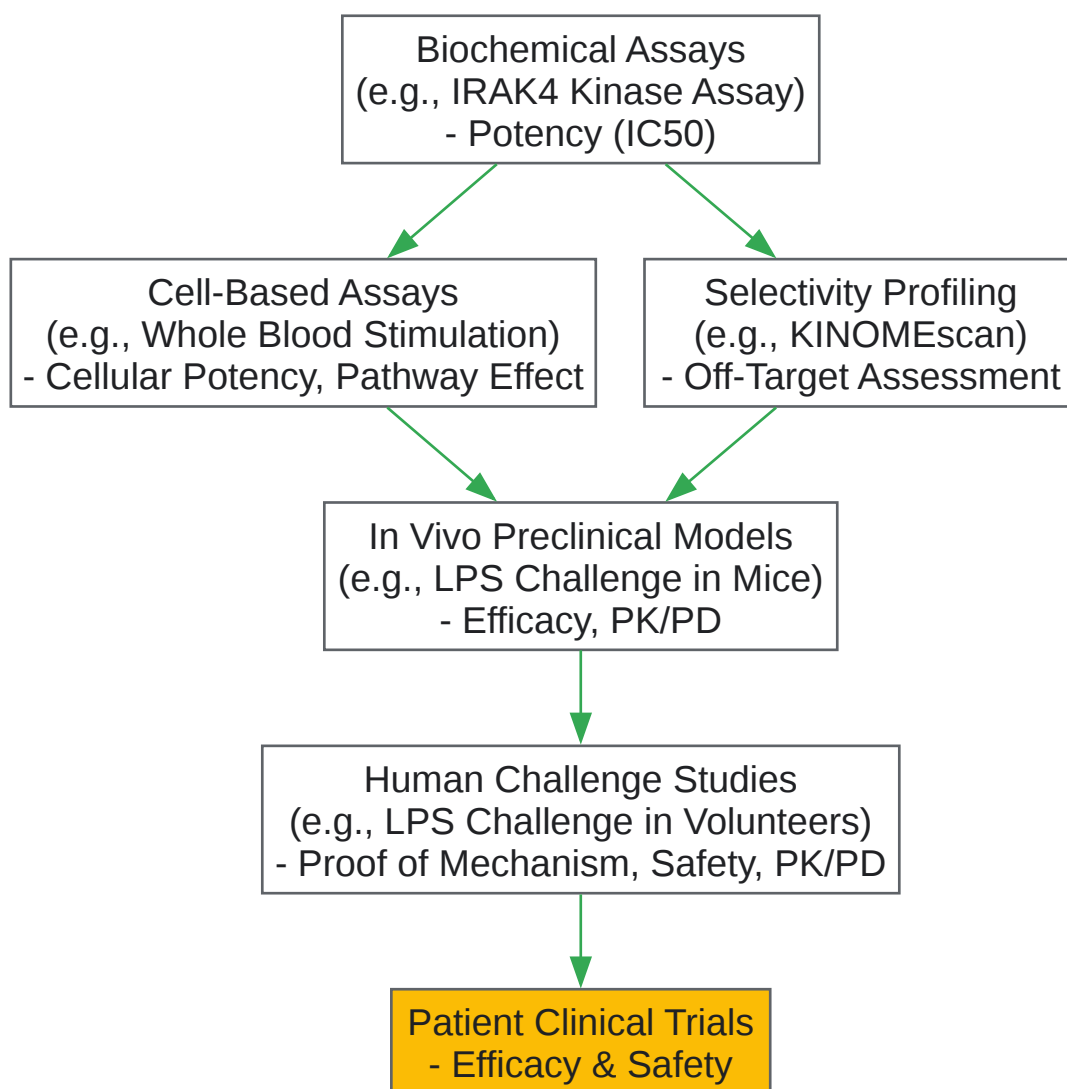 Biochemical Assays
(e.g., IRAK4 Kinase Assay)
- Potency (IC50)
Cell-Based Assays
(e.g., Whole Blood Stimulation)
- Cellular Potency, Pathway Effect
Selectivity Profiling
(e.g., KINOMEscan)
- Off-Target Assessment
In Vivo Preclinical Models
(e.g., LPS Challenge in Mice)
- Efficacy, PK/PD
Human Challenge Studies
(e.g., LPS Challenge in Volunteers)
- Proof of Mechanism, Safety, PK/PD
Patient Clinical Trials
- Efficacy & Safety